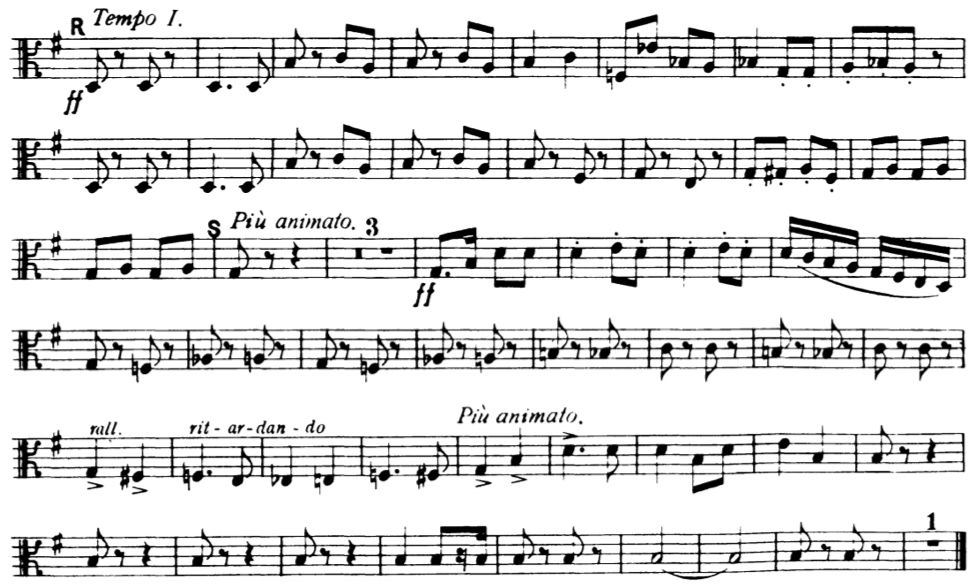 R Tempo I.
ff
S Più animato. 3
ff
rall. rit - ar - dan - do Più animato.
1